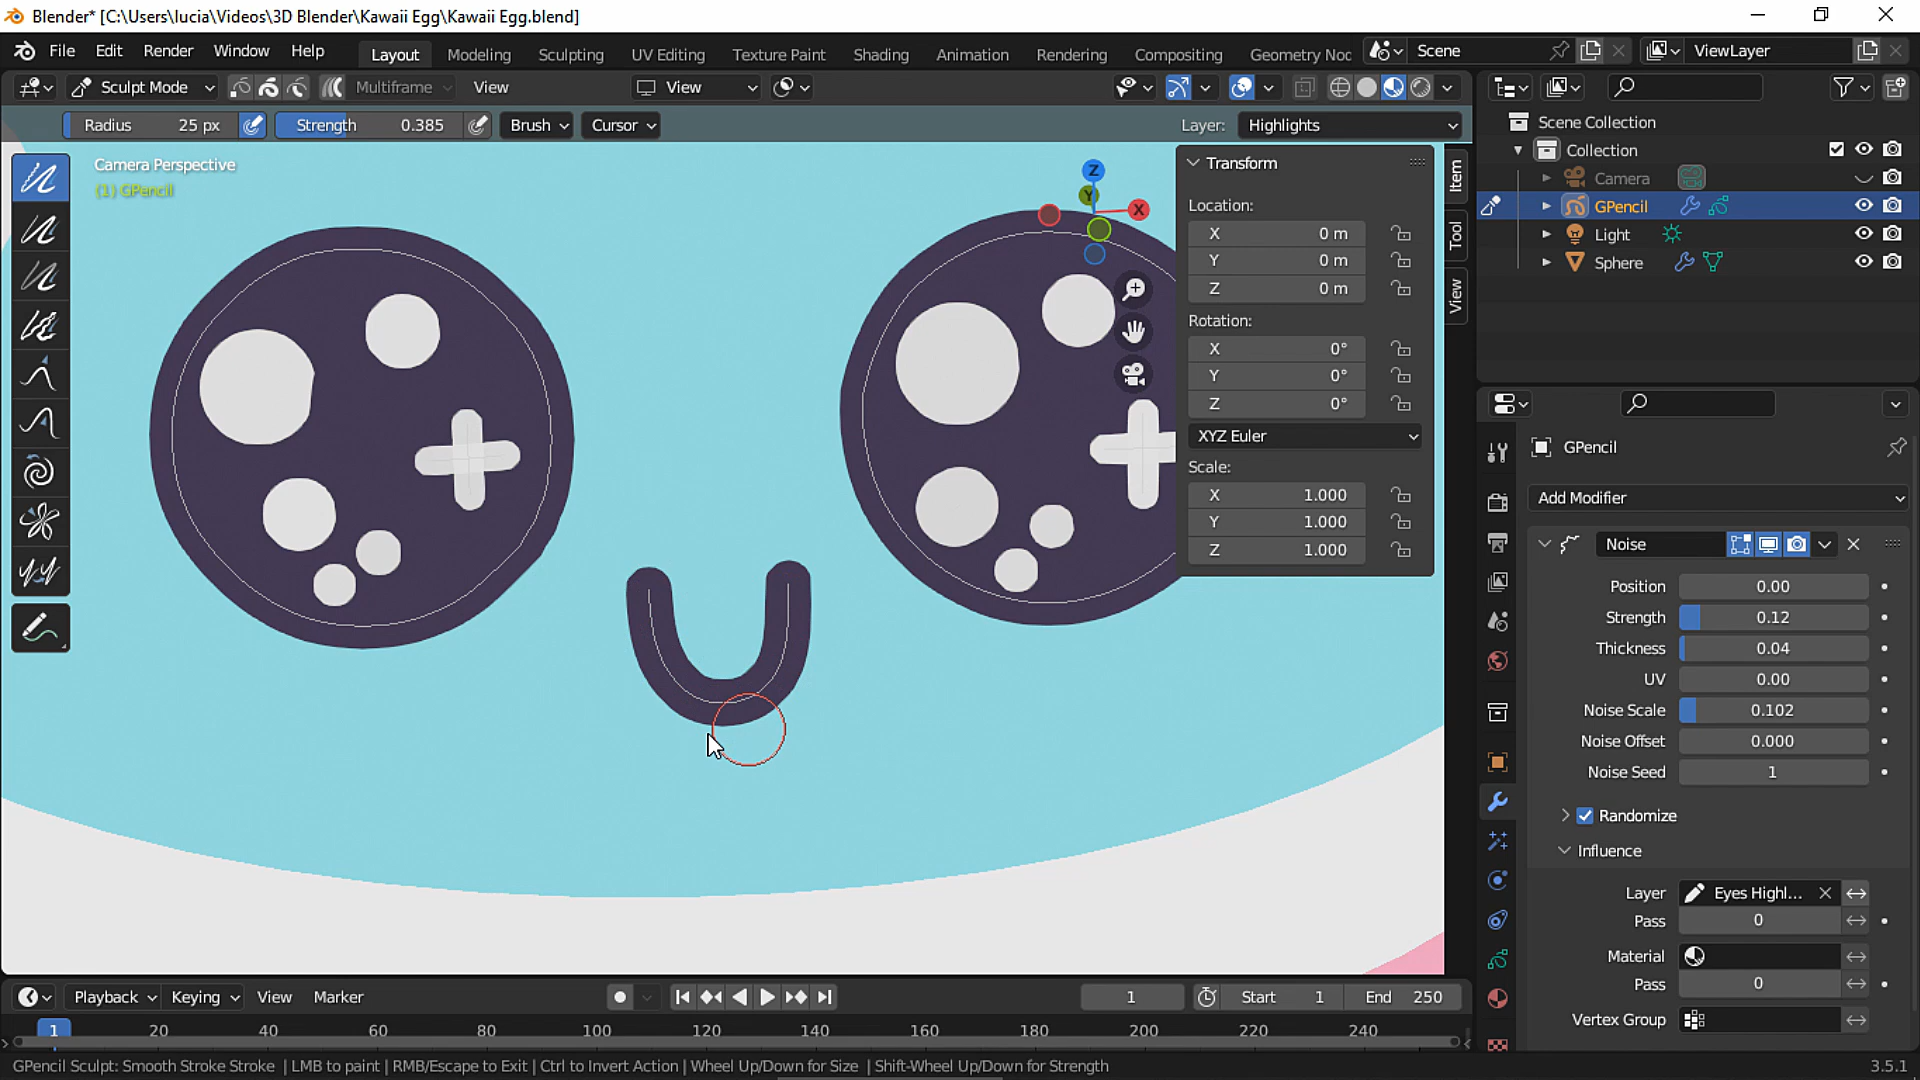 Blender* [C:\Users\lucia\Videos\3D Blender\Kawaii Egg\Kawaii Egg.blend]
File Edit Render Window Help Layout Modeling Sculpting UV Editing Texture Paint Shading Animation Rendering Compositing Geometry Noc Scene ViewLayer
Sculpt Mode Multiframe View View
Radius 25 px Strength 0.385 Brush Cursor Layer: Highlights
Camera Perspective
(1) GPencil
Z
Y
X
Transform
Location:
X 0 m
Y 0 m
Z 0 m
Rotation:
X 0°
Y 0°
Z 0°
XYZ Euler
Scale:
X 1.000
Y 1.000
Z 1.000
Item
Tool
View
Scene Collection
Collection
Camera
GPencil
Light
Sphere
GPencil
Add Modifier
Noise
Position 0.00
Strength 0.12
Thickness 0.04
UV 0.00
Noise Scale 0.102
Noise Offset 0.000
Noise Seed 1
Randomize
Influence
Layer Eyes Highl...
Pass 0
Material
Pass 0
Vertex Group
Playback Keying View Marker 1 Start 1 End 250
1 20 40 60 80 100 120 140 160 180 200 220 240
GPencil Sculpt: Smooth Stroke Stroke | LMB to paint | RMB/Escape to Exit | Ctrl to Invert Action | Wheel Up/Down for Size | Shift-Wheel Up/Down for Strength 3.5.1